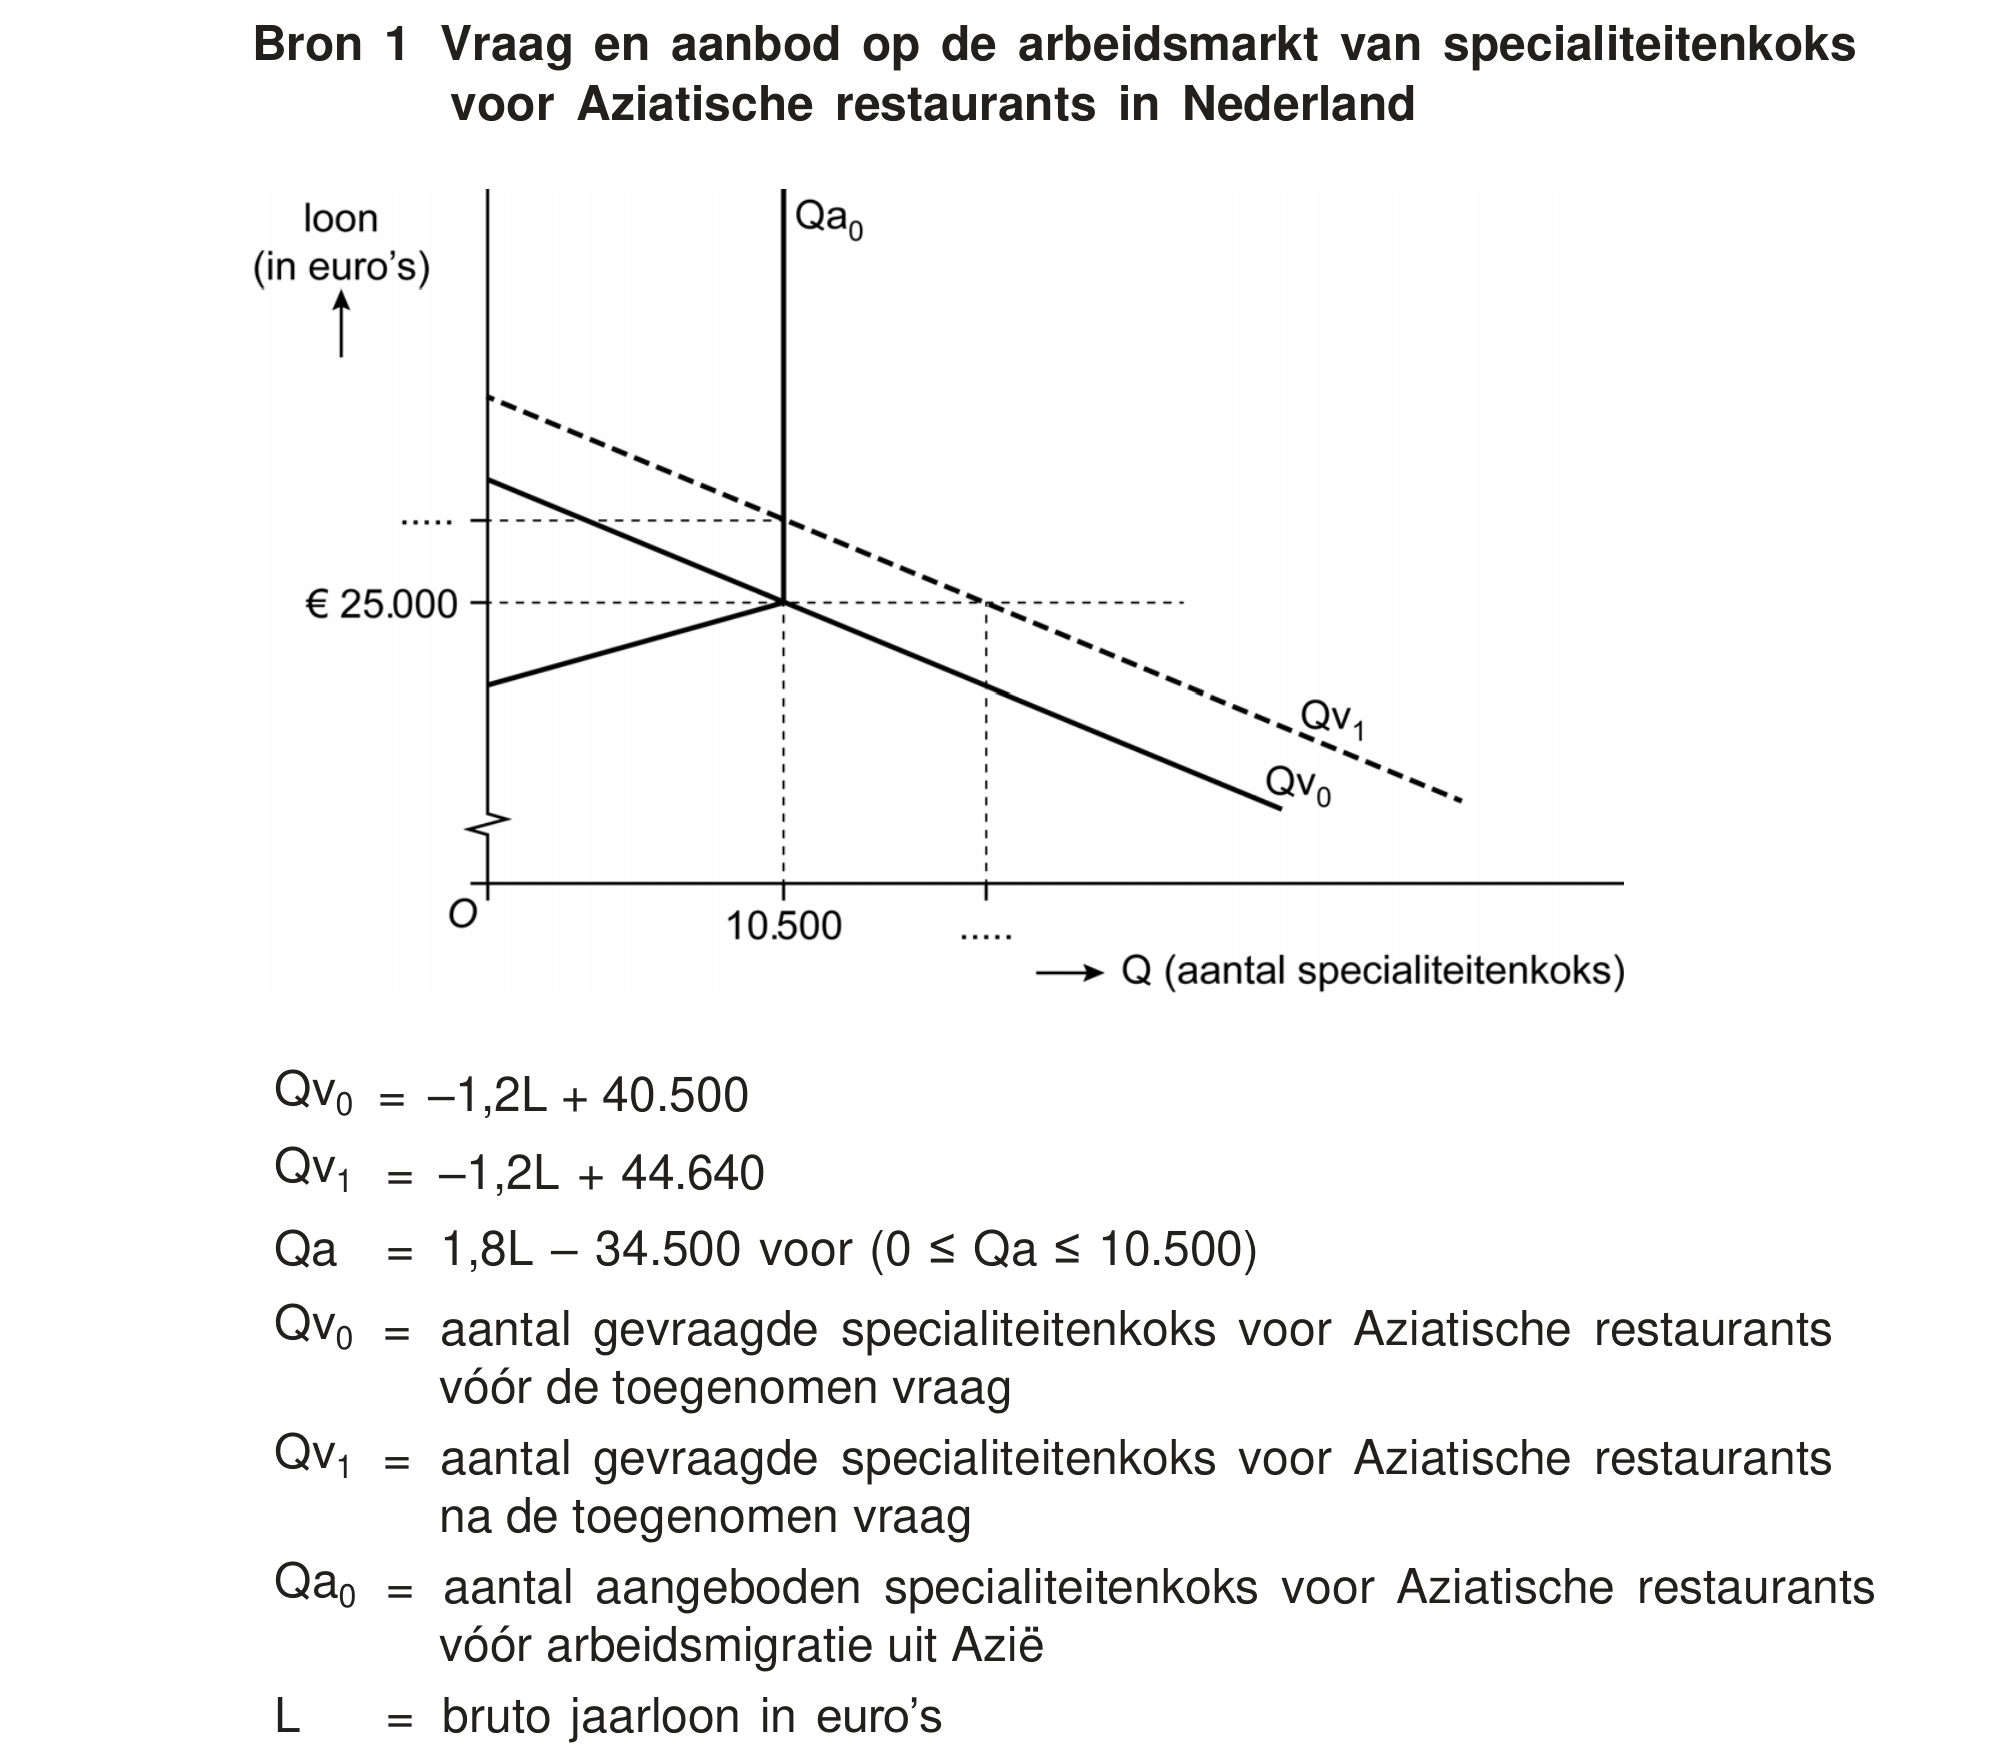 Bron 1 Vraag en aanbod op de arbeidsmarkt van specialiteitenkoks
voor Aziatische restaurants in Nederland
loon
(in euro's)
Qa₀
.....
€ 25.000
Qv₁
Qv₀
O
10.500
.....
Q (aantal specialiteitenkoks)
Qv₀ = –1,2L + 40.500
Qv₁ = –1,2L + 44.640
Qa = 1,8L – 34.500 voor (0 ≤ Qa ≤ 10.500)
Qv₀ = aantal gevraagde specialiteitenkoks voor Aziatische restaurants
vóór de toegenomen vraag
Qv₁ = aantal gevraagde specialiteitenkoks voor Aziatische restaurants
na de toegenomen vraag
Qa₀ = aantal aangeboden specialiteitenkoks voor Aziatische restaurants
vóór arbeidsmigratie uit Azië
L = bruto jaarloon in euro's